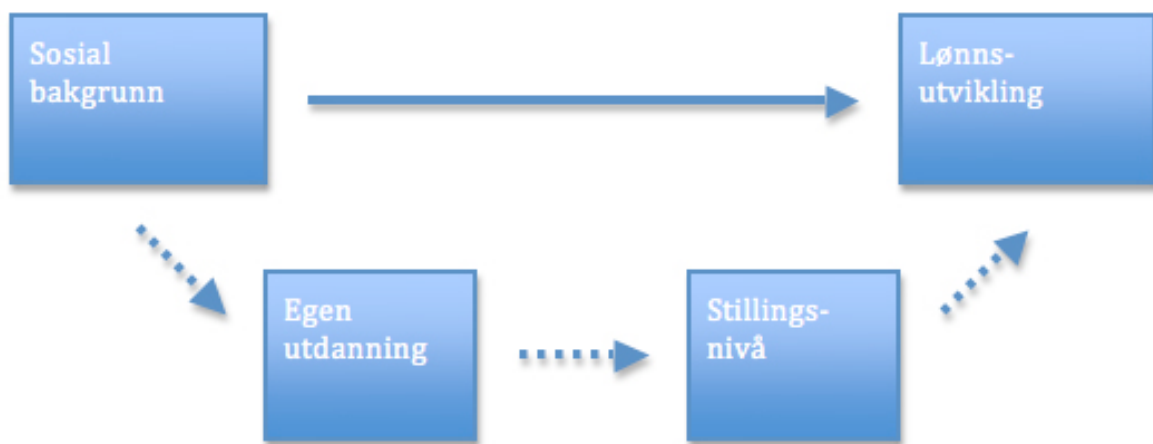 Sosial
bakgrunn
Lønns-
utvikling
Egen
utdanning
Stillings-
nivå